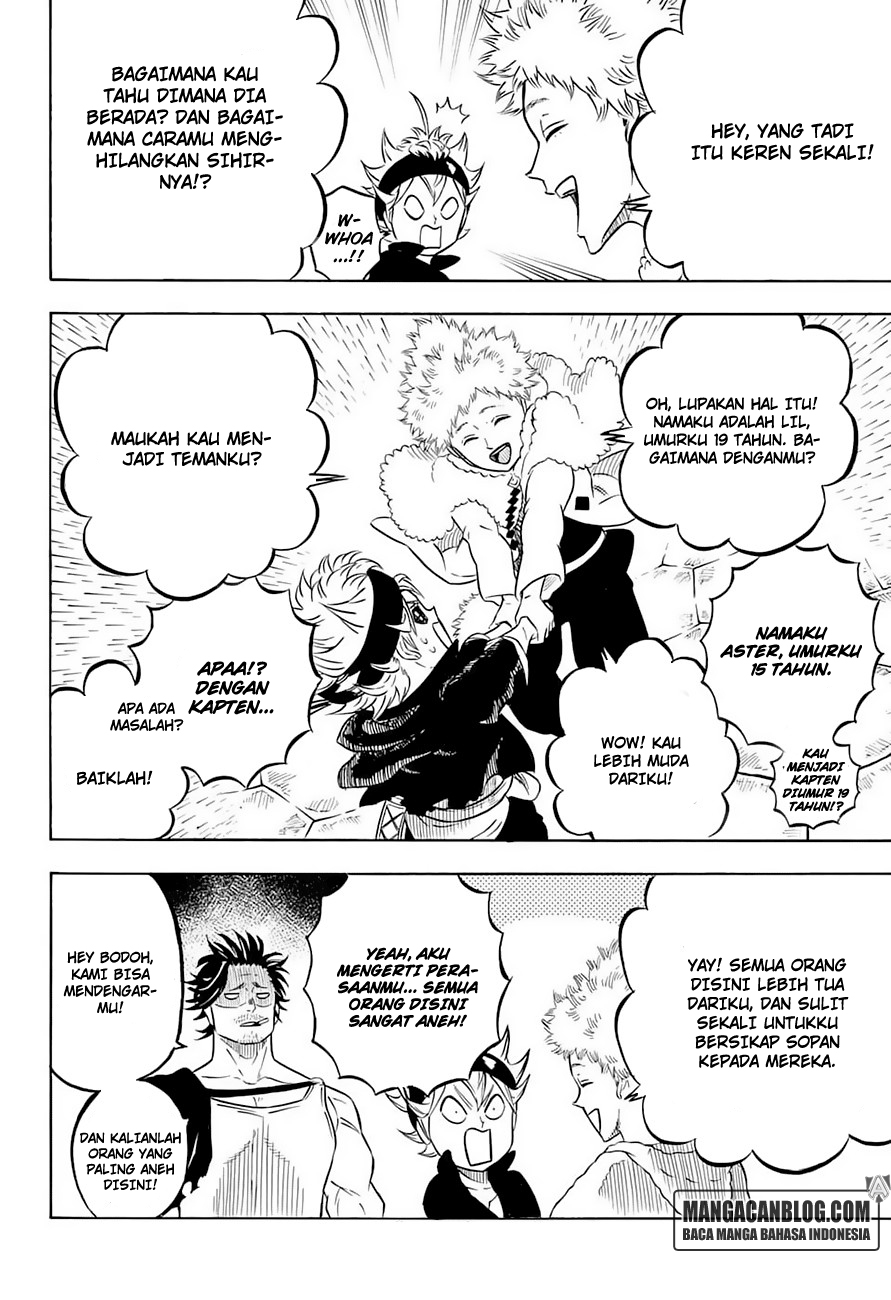 HEY, YANG TADI
ITU KEREN SEKALI!
BAGAIMANA KAU
TAHU DIMANA DIA
BERADA? DAN BAGAI-
MANA CARAMU MENG-
HILANGKAN SIHIR-
NYA!?
W-
WHOA
...!!
OH, LUPAKAN HAL ITU!
NAMAKU ADALAH LIL,
UMURKU 19 TAHUN. BA-
GAIMANA DENGANMU?
MAUKAH KAU MEN-
JADI TEMANKU?
NAMAKU
ASTER, UMURKU
15 TAHUN.
KAU
MENJADI
KAPTEN
DIUMUR 19
TAHUN!?
WOW! KAU
LEBIH MUDA
DARIKU!
APAA!?
DENGAN
KAPTEN...
APA ADA
MASALAH?
BAIKLAH!
YAY! SEMUA ORANG
DISINI LEBIH TUA
DARIKU, DAN SULIT
SEKALI UNTUKKU
BERSIKAP SOPAN
KEPADA MEREKA.
YEAH, AKU
MENGERTI PERA-
SAANMU... SEMUA
ORANG DISINI
SANGAT ANEH!
HEY BODOH,
KAMI BISA
MENDENGAR-
MU!
DAN KALIANLAH
ORANG YANG
PALING ANEH
DISINI!
MANGACANBLOG.COM
BACA MANGA BAHASA INDONESIA